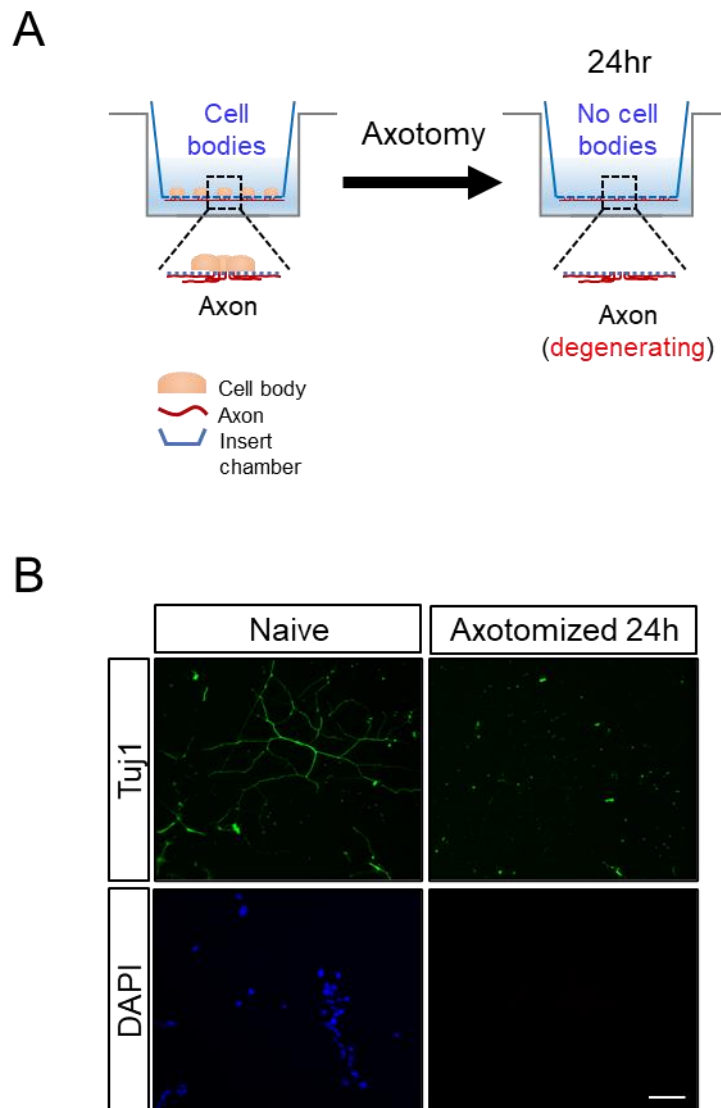 A
24hr
Cell
bodies
Axotomy
No cell
bodies
Axon
Axon
(degenerating)
Cell body
Axon
Insert
chamber
B
Naive
Axotomized 24h
Tuj1
DAPI